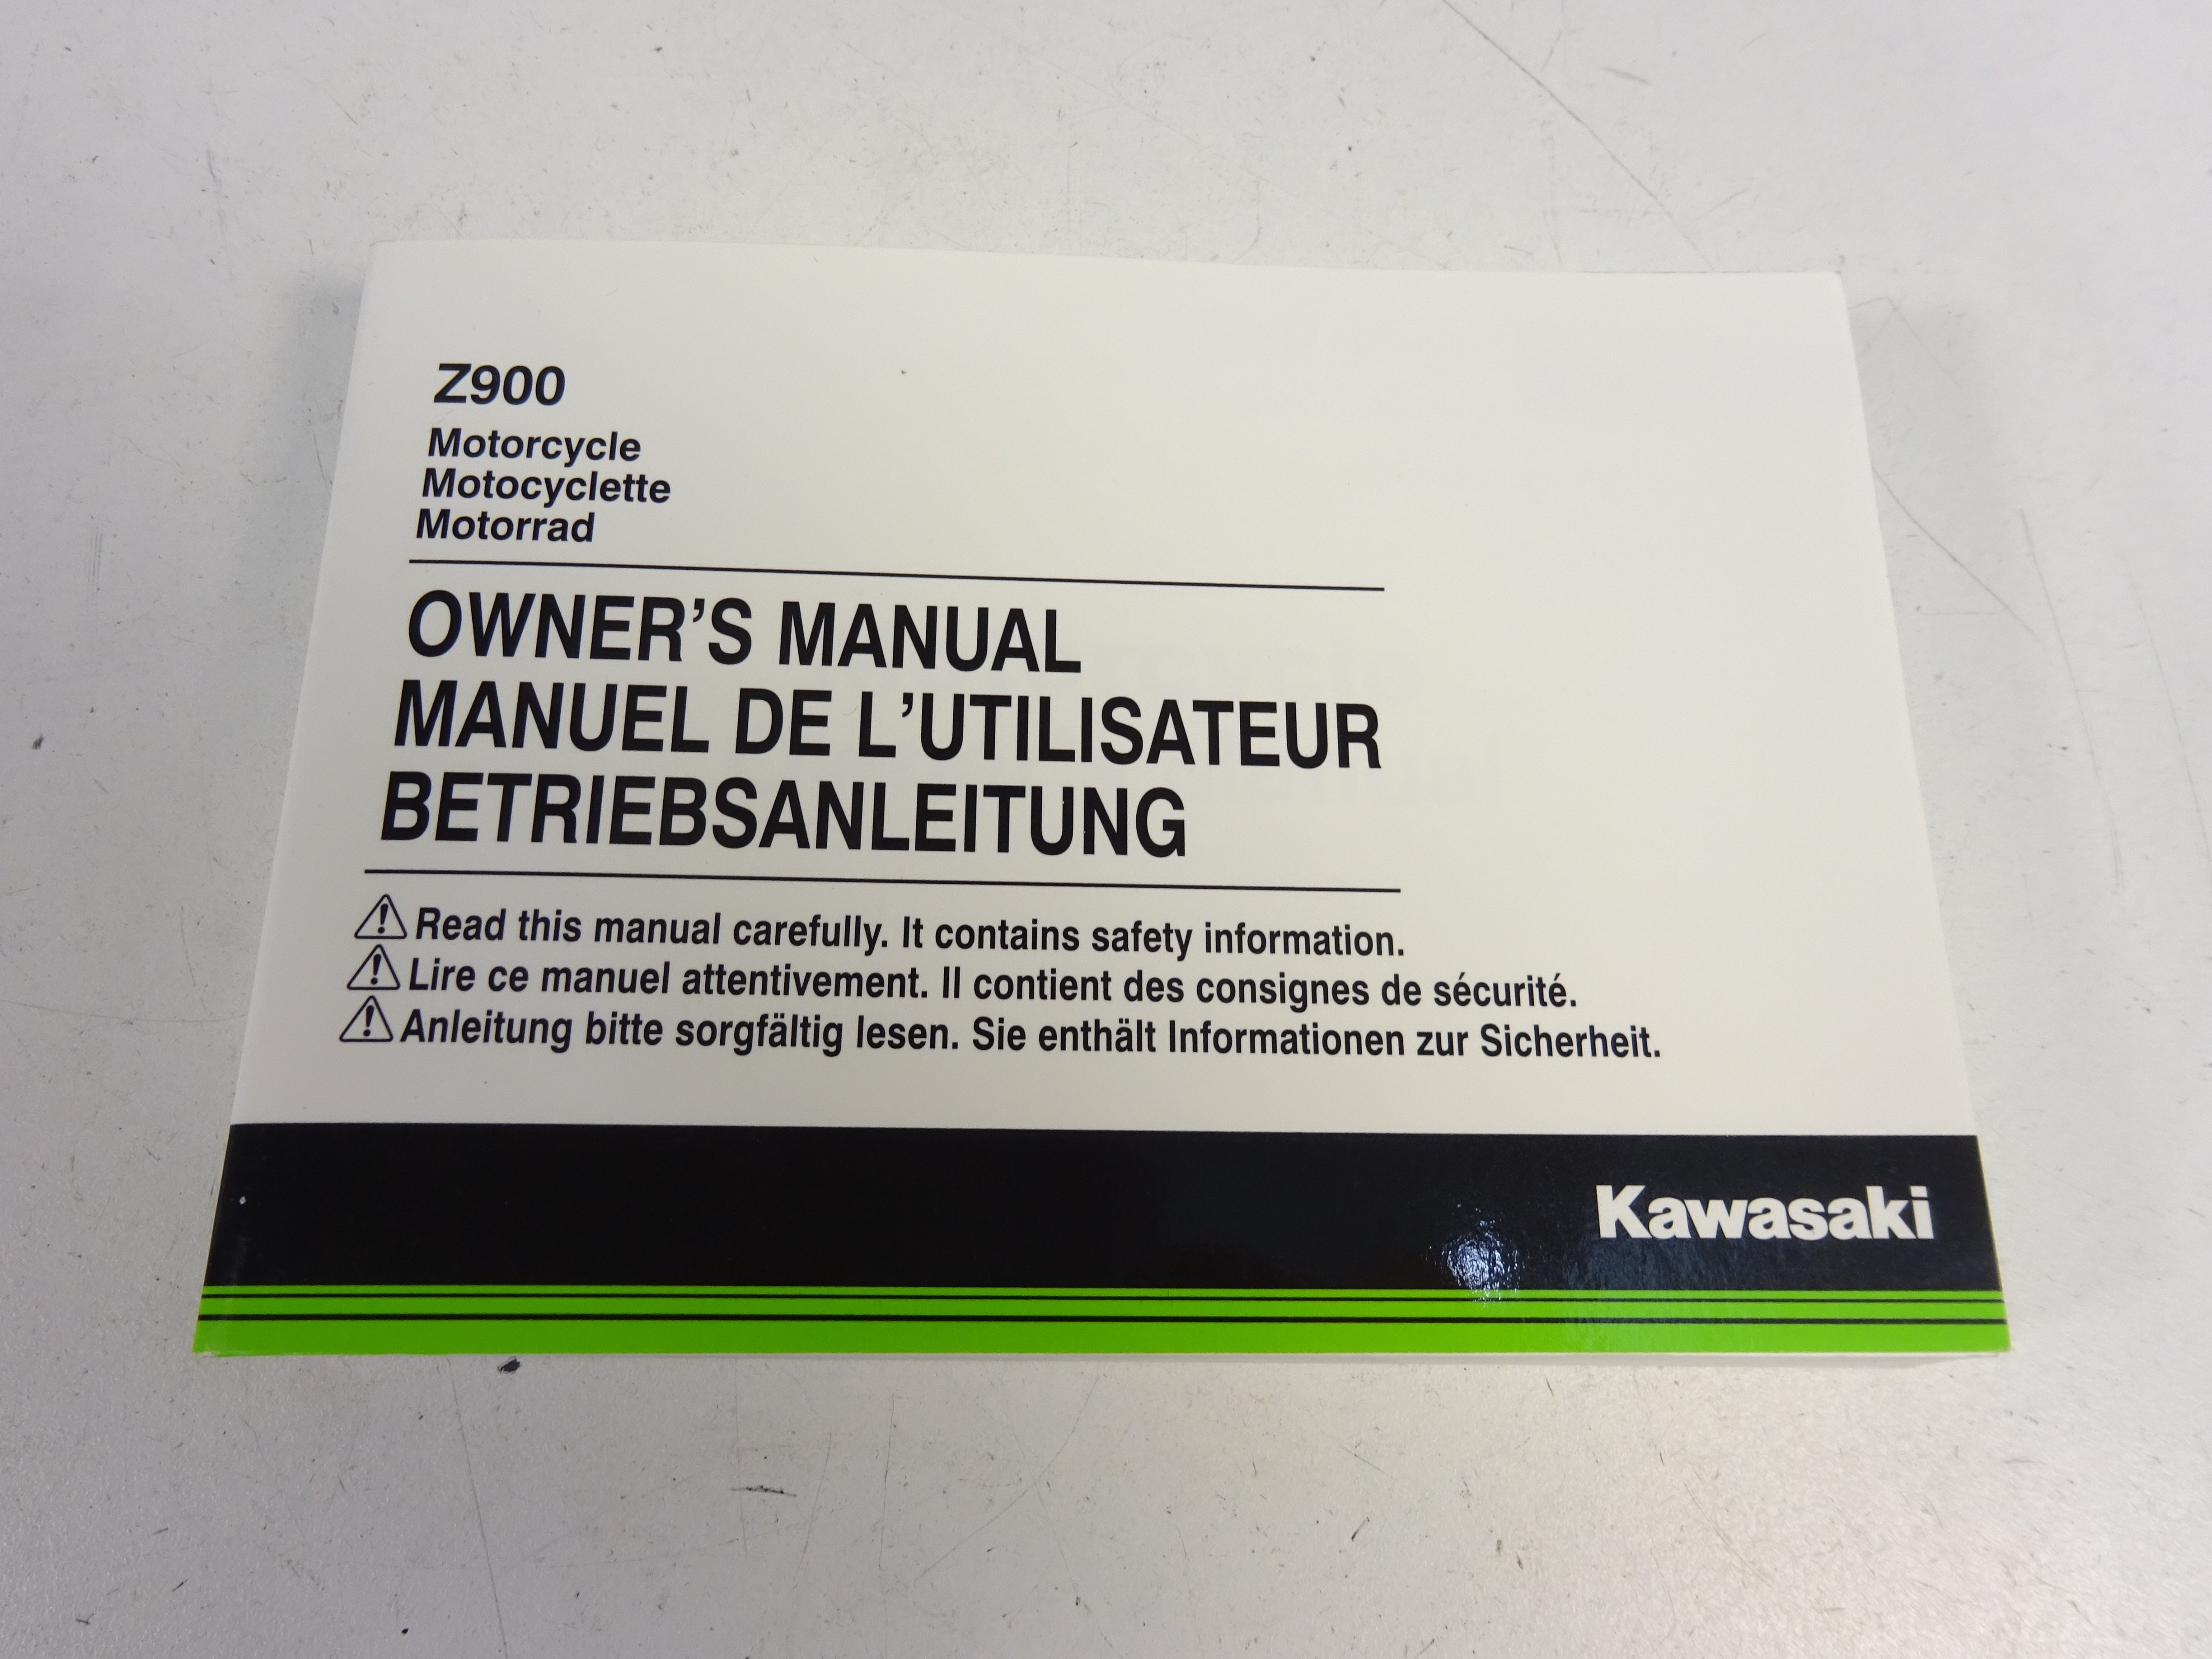 Z900
Motorcycle
Motocyclette
Motorrad
OWNER'S MANUAL
MANUEL DE L'UTILISATEUR
BETRIEBSANLEITUNG
Read this manual carefully. It contains safety information.
Lire ce manuel attentivement. Il contient des consignes de sécurité.
Anleitung bitte sorgfältig lesen. Sie enthält Informationen zur Sicherheit.
Kawasaki